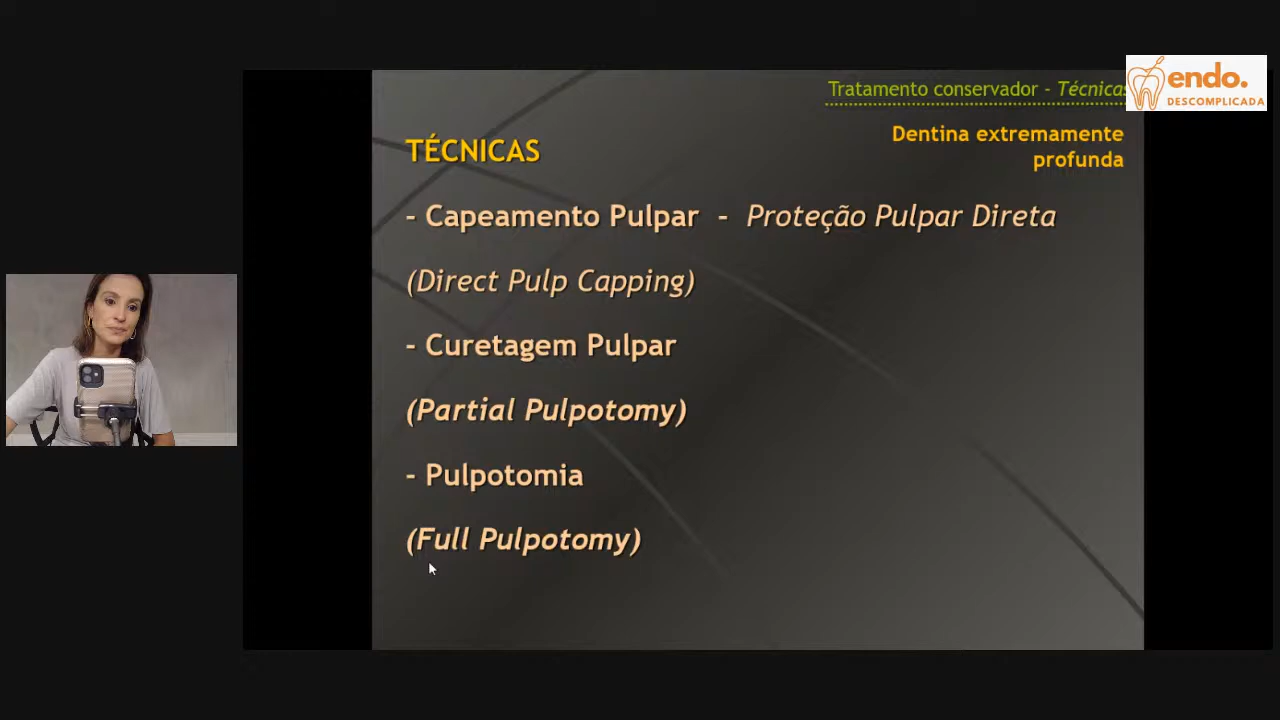 Tratamento conservador - Técnicas
endo.
DESCOMPLICADA
Dentina extremamente
profunda
TÉCNICAS
- Capeamento Pulpar - Proteção Pulpar Direta
(Direct Pulp Capping)
- Curetagem Pulpar
(Partial Pulpotomy)
- Pulpotomia
(Full Pulpotomy)